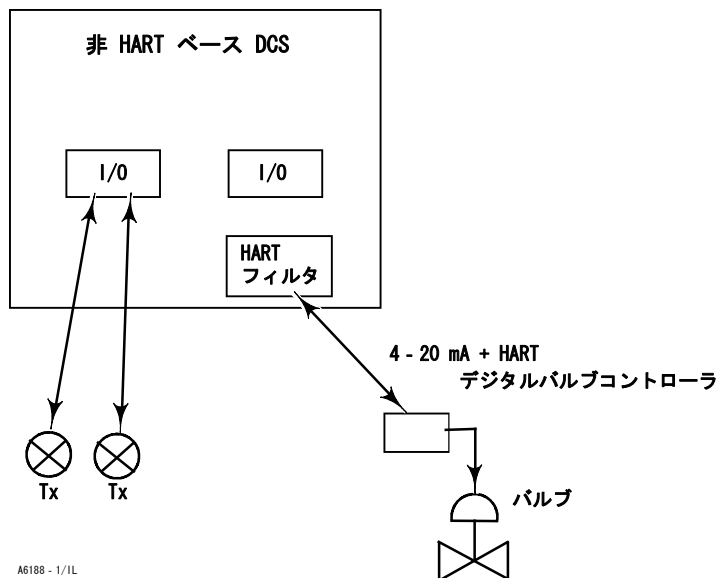 非 HART ベース DCS
I/O
I/O
HART
フィルタ
4 - 20 mA + HART
デジタルバルブコントローラ
Tx
Tx
バルブ
A6188 - 1/IL